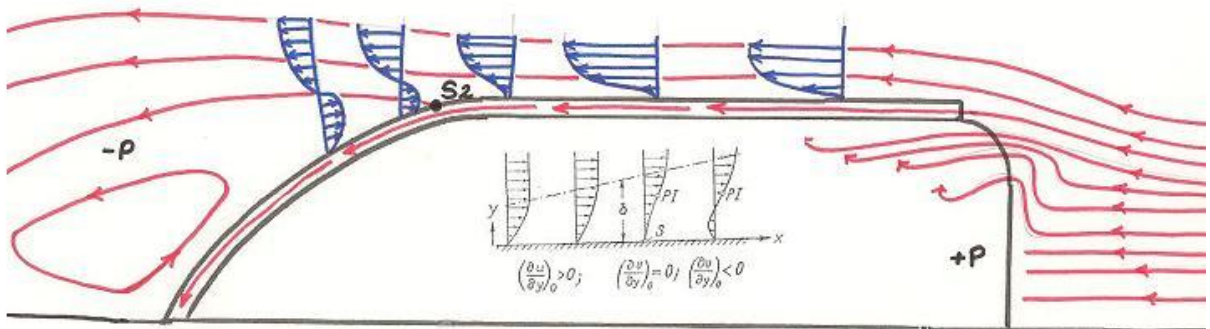 S2
-P
PI PI
y δ S x
(∂u/∂y)₀ >0; (∂u/∂y)₀ =0; (∂u/∂y)₀ <0
+P